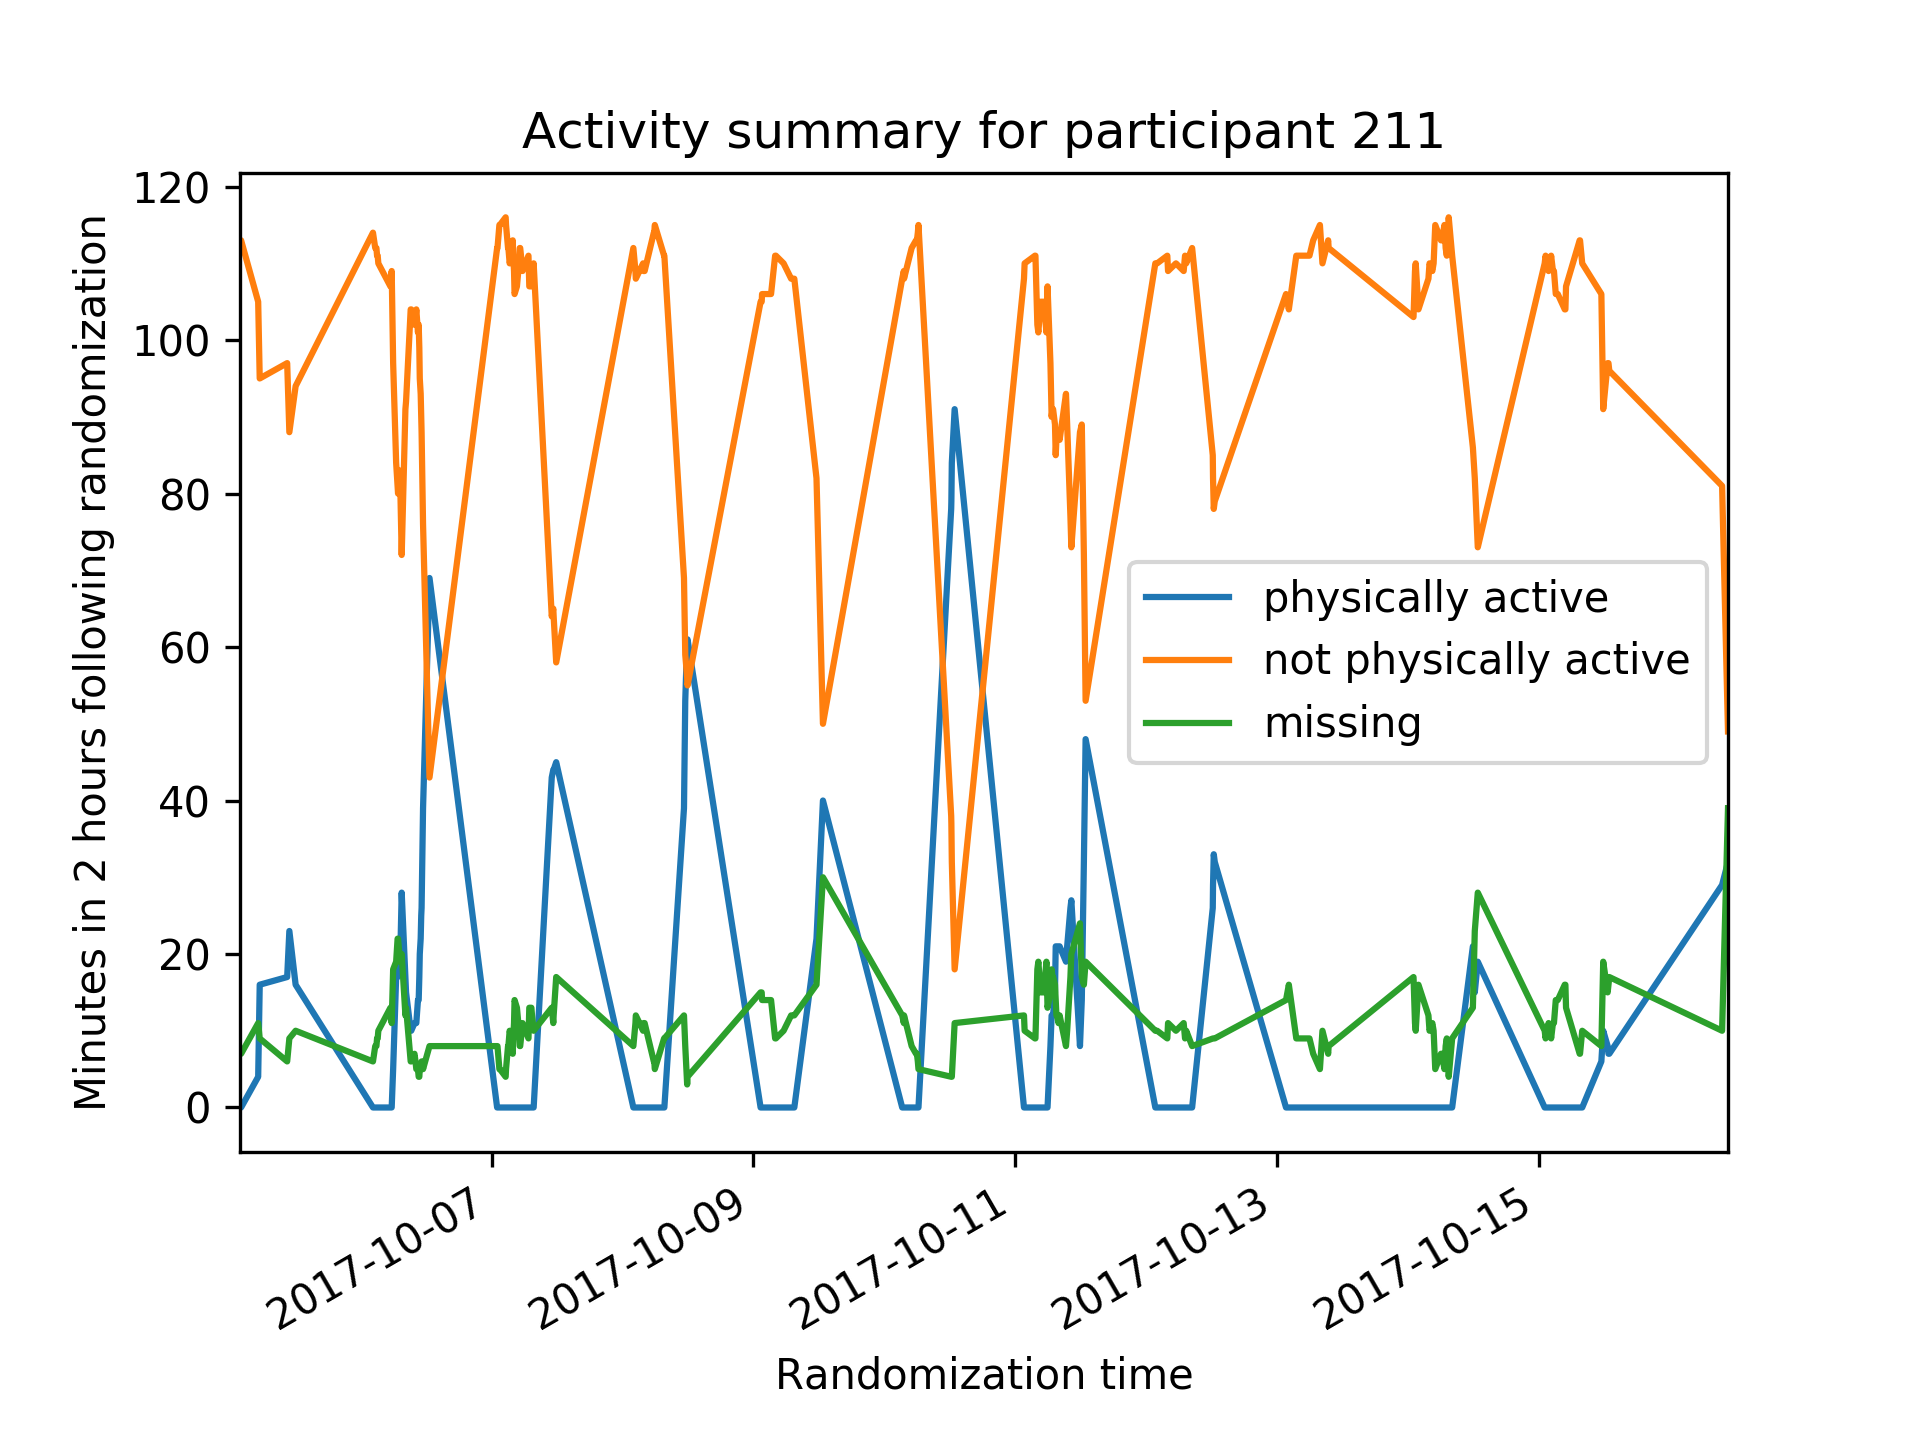 Activity summary for participant 211
Minutes in 2 hours following randomization
120
100
80
60
40
20
0
physically active
not physically active
missing
2017-10-07
2017-10-09
2017-10-11
2017-10-13
2017-10-15
Randomization time